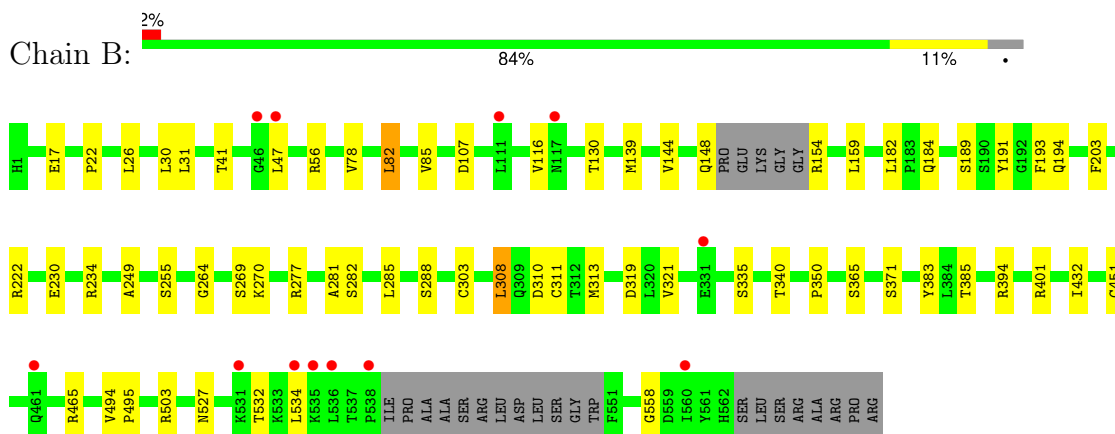 2%
Chain B:
84% 11% •
H1 E17 P22 L26 L30 L31 T41 G46 L47 R56 V78 L82 V85 D107 L111 V116 N117 T130 M139 V144 Q148 PRO GLU LYS GLY GLY R154 L159 L182 P183 Q184 S189 S190 Y191 G192 F193 Q194 F203
R222 E230 R234 A249 S255 G264 S269 K270 R277 A281 S282 L285 S288 C303 L308 Q309 D310 C311 T312 M313 D319 L320 V321 E331 S335 T340 P350 S365 S371 Y383 L384 T385 R394 R401 I432 C451
Q461 R465 V494 P495 R503 N527 K531 T532 K533 L534 K535 L536 T537 P538 ILE PRO ALA ALA SER ARG LEU ASP LEU SER GLY TRP F551 G558 D559 I560 Y561 H562 SER LEU SER ARG ALA ARG PRO ARG